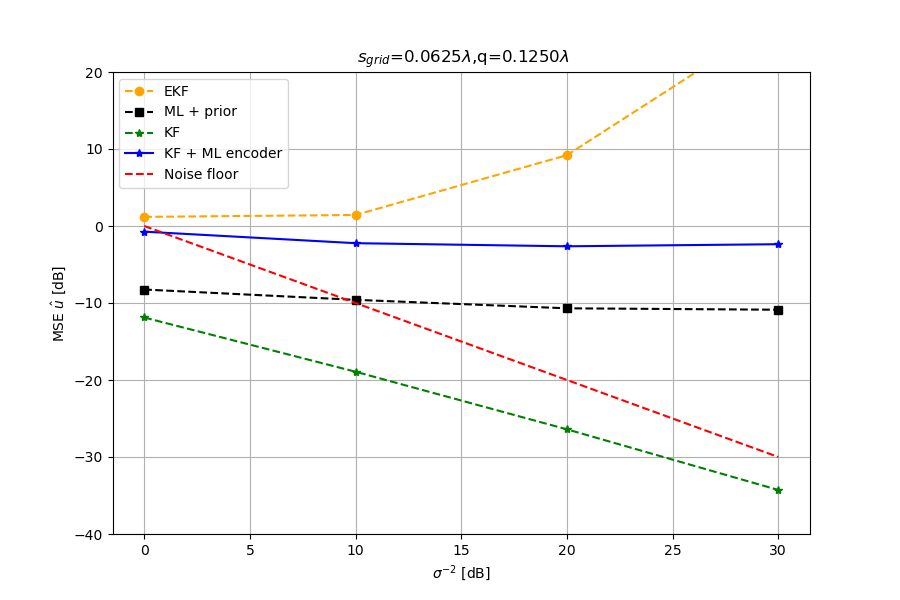 s_grid=0.0625λ,q=0.1250λ
EKF
ML + prior
KF
KF + ML encoder
Noise floor
20
10
0
−10
−20
−30
−40
MSE û [dB]
0 5 10 15 20 25 30
σ⁻² [dB]